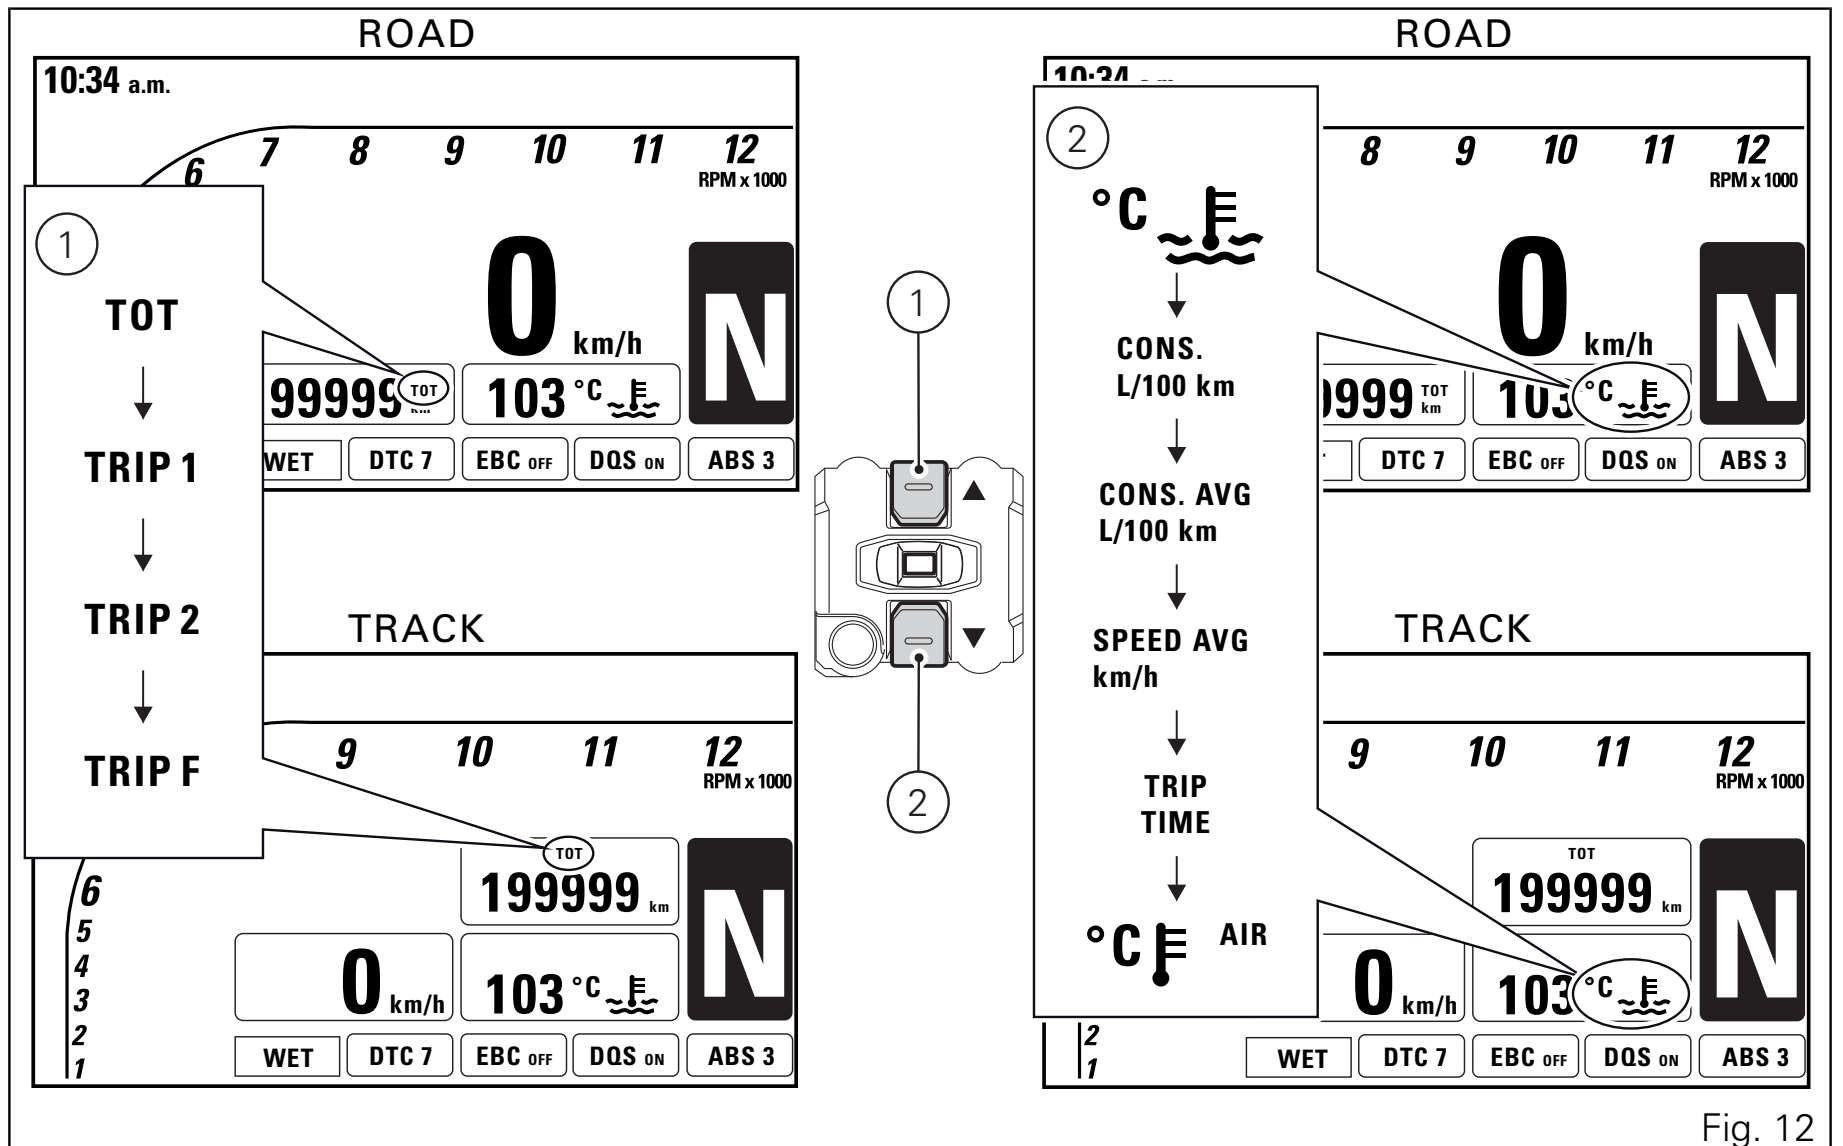 ROAD
10:34 a.m.
6 7 8 9 10 11 12
RPM x 1000
1
TOT
TRIP 1
TRIP 2
TRIP F
0
km/h
99999 TOT
103 °C
N
WET DTC 7 EBC OFF DQS ON ABS 3
TRACK
9 10 11 12
RPM x 1000
6
5
4
3
2
1
TOT
199999 km
0 km/h
103 °C
N
WET DTC 7 EBC OFF DQS ON ABS 3
1
2
ROAD
10:34
8 9 10 11 12
RPM x 1000
2
°C
CONS.
L/100 km
CONS. AVG
L/100 km
SPEED AVG
km/h
TRIP
TIME
°C AIR
0
km/h
9999 TOT
km
103 °C
N
DTC 7 EBC OFF DQS ON ABS 3
TRACK
9 10 11 12
RPM x 1000
TOT
199999 km
0 km/h
103 °C
N
2
1
WET DTC 7 EBC OFF DQS ON ABS 3
Fig. 12